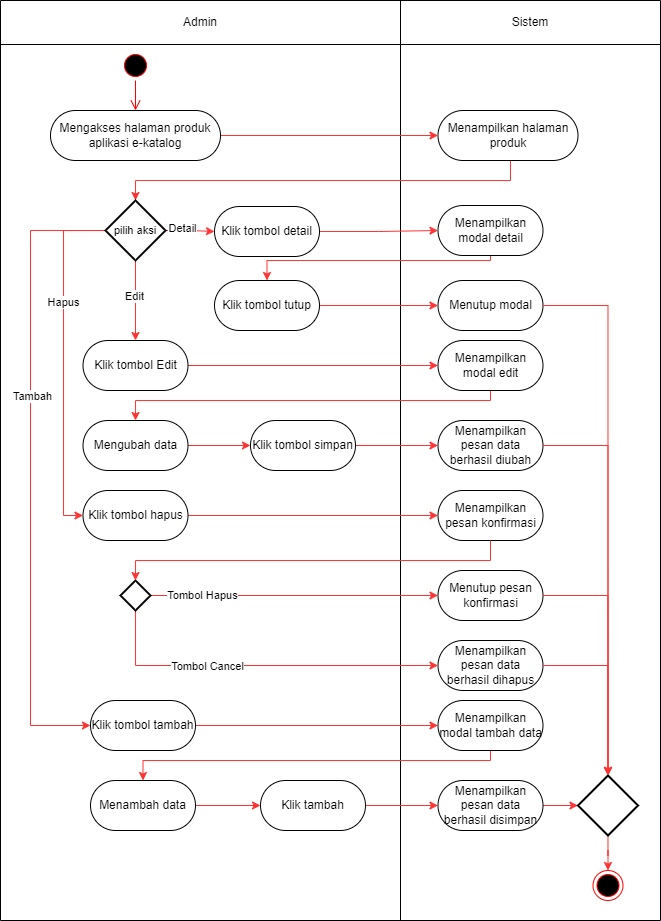 Admin
Sistem
Mengakses halaman produk
aplikasi e-katalog
Menampilkan halaman
produk
pilih aksi
Detail
Klik tombol detail
Menampilkan
modal detail
Hapus
Edit
Klik tombol tutup
Menutup modal
Klik tombol Edit
Menampilkan
modal edit
Tambah
Mengubah data
Klik tombol simpan
Menampilkan
pesan data
berhasil diubah
Klik tombol hapus
Menampilkan
pesan konfirmasi
Tombol Hapus
Menutup pesan
konfirmasi
Tombol Cancel
Menampilkan
pesan data
berhasil dihapus
Klik tombol tambah
Menampilkan
modal tambah data
Menambah data
Klik tambah
Menampilkan
pesan data
berhasil disimpan